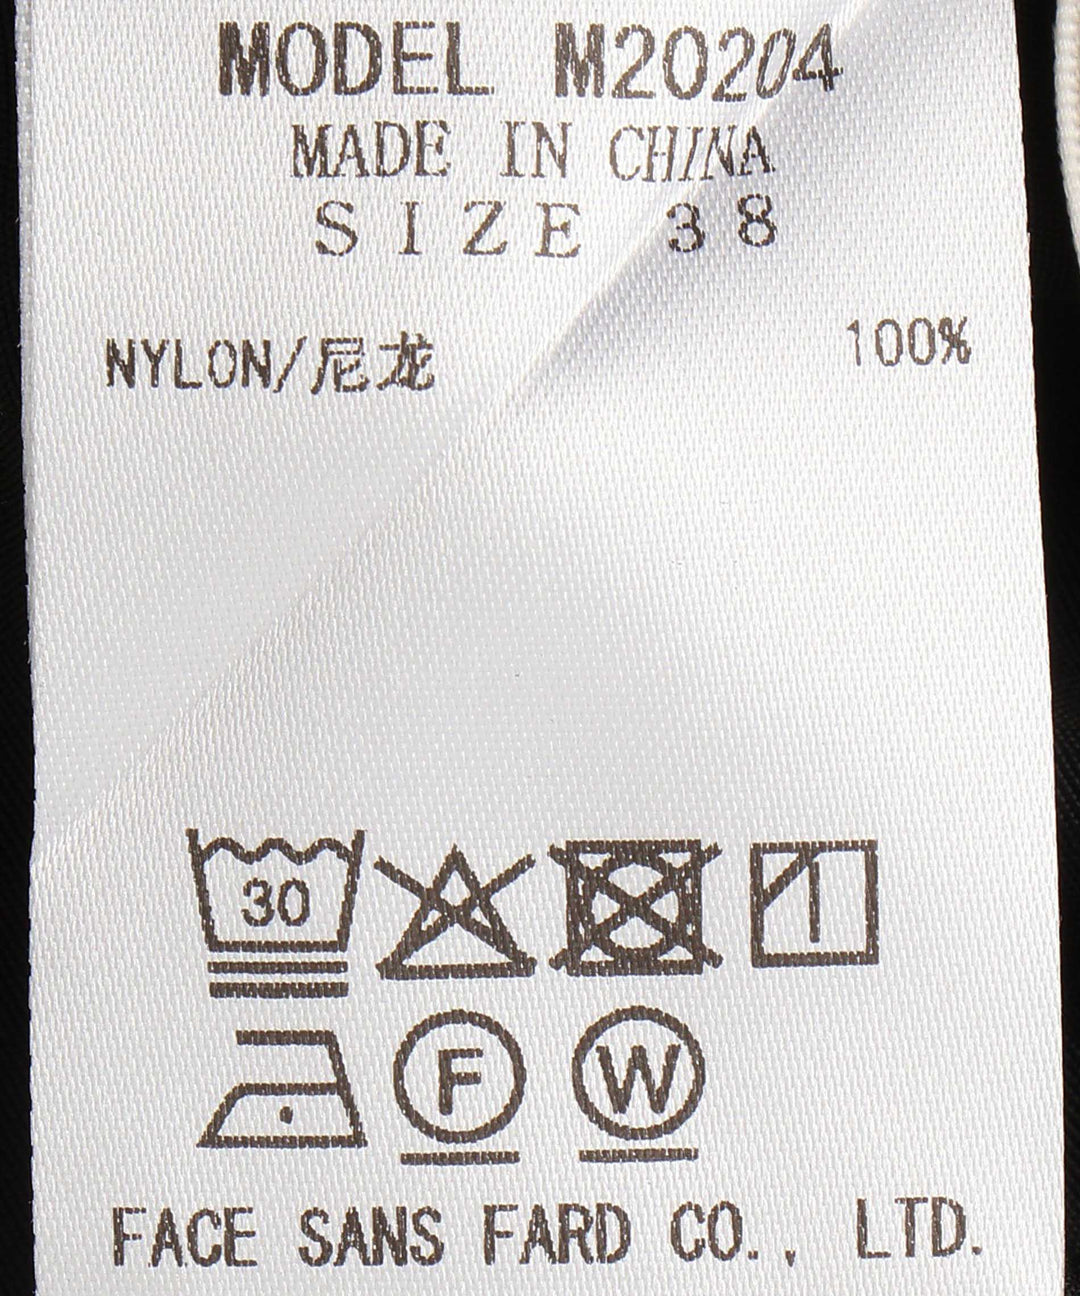 MODEL M20204
MADE IN CHINA
SIZE 38
NYLON/尼龙 100%
30
F W
FACE SANS FARD CO., LTD.